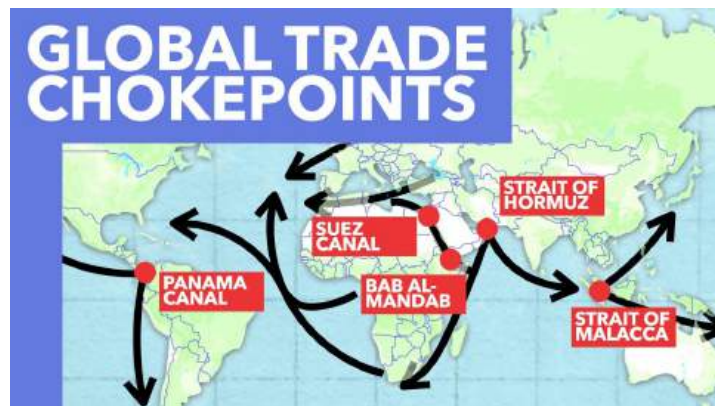 GLOBAL TRADE
CHOKEPOINTS
STRAIT OF
HORMUZ
SUEZ
CANAL
PANAMA
CANAL
BAB AL-
MANDAB
STRAIT OF
MALACCA